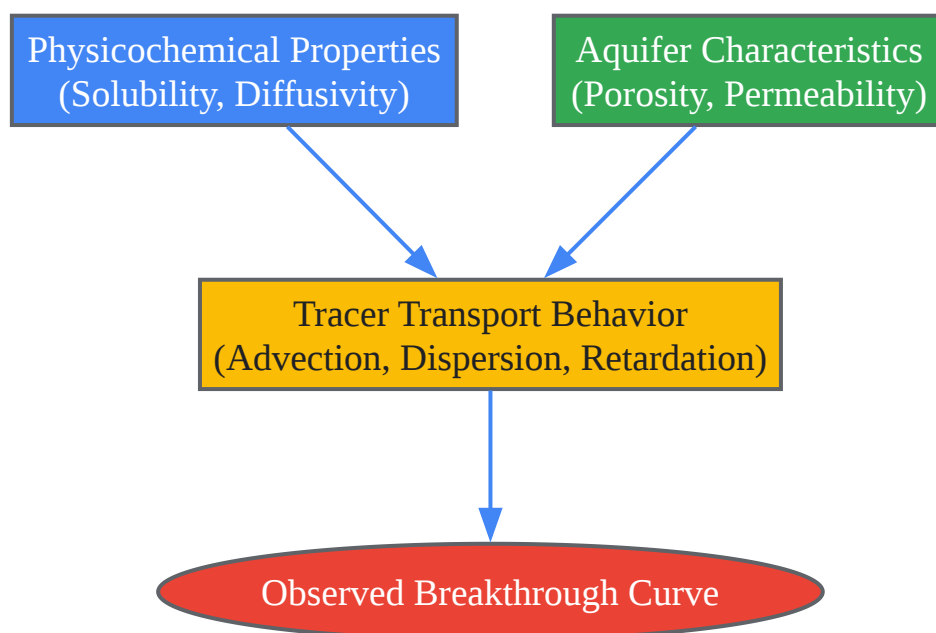 Physicochemical Properties
(Solubility, Diffusivity)
Aquifer Characteristics
(Porosity, Permeability)
Tracer Transport Behavior
(Advection, Dispersion, Retardation)
Observed Breakthrough Curve